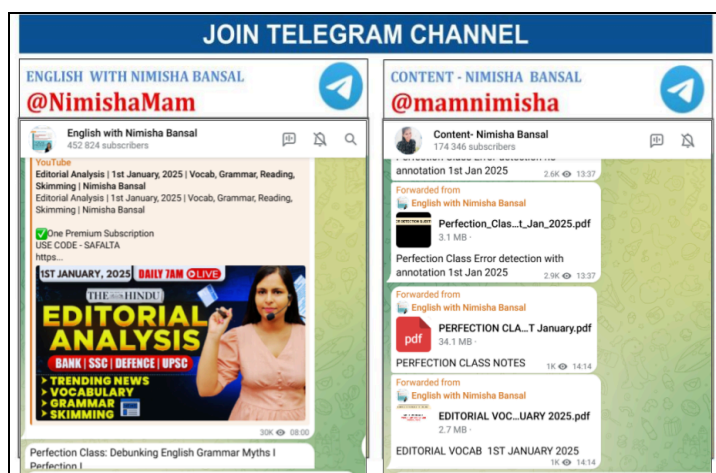 JOIN TELEGRAM CHANNEL
ENGLISH WITH NIMISHA BANSAL
@NimishaMam
English with Nimisha Bansal
452 824 subscribers
YouTube
Editorial Analysis | 1st January, 2025 | Vocab, Grammar, Reading,
Skimming | Nimisha Bansal
Editorial Analysis | 1st January, 2025 | Vocab, Grammar, Reading,
Skimming | Nimisha Bansal
✅One Premium Subscription
USE CODE - SAFALTA
https...
1ST JANUARY, 2025 DAILY 7AM LIVE
THE HINDU
EDITORIAL
ANALYSIS
BANK | SSC | DEFENCE | UPSC
> TRENDING NEWS
> VOCABULARY
> GRAMMAR
> SKIMMING
30K 08:00
Perfection Class: Debunking English Grammar Myths l
Perfection l
CONTENT - NIMISHA BANSAL
@mamnimisha
Content- Nimisha Bansal
174 346 subscribers
Perfection Class Error detection no
annotation 1st Jan 2025
2.6K 13:37
Forwarded from
English with Nimisha Bansal
Perfection_Clas...t_Jan_2025.pdf
3.1 MB ·
Perfection Class Error detection with
annotation 1st Jan 2025
2.9K 13:37
Forwarded from
English with Nimisha Bansal
pdf
PERFECTION CLA...T January.pdf
34.1 MB ·
PERFECTION CLASS NOTES
1K 14:14
Forwarded from
English with Nimisha Bansal
EDITORIAL VOC...UARY 2025.pdf
2.7 MB ·
EDITORIAL VOCAB 1ST JANUARY 2025
1K 14:14